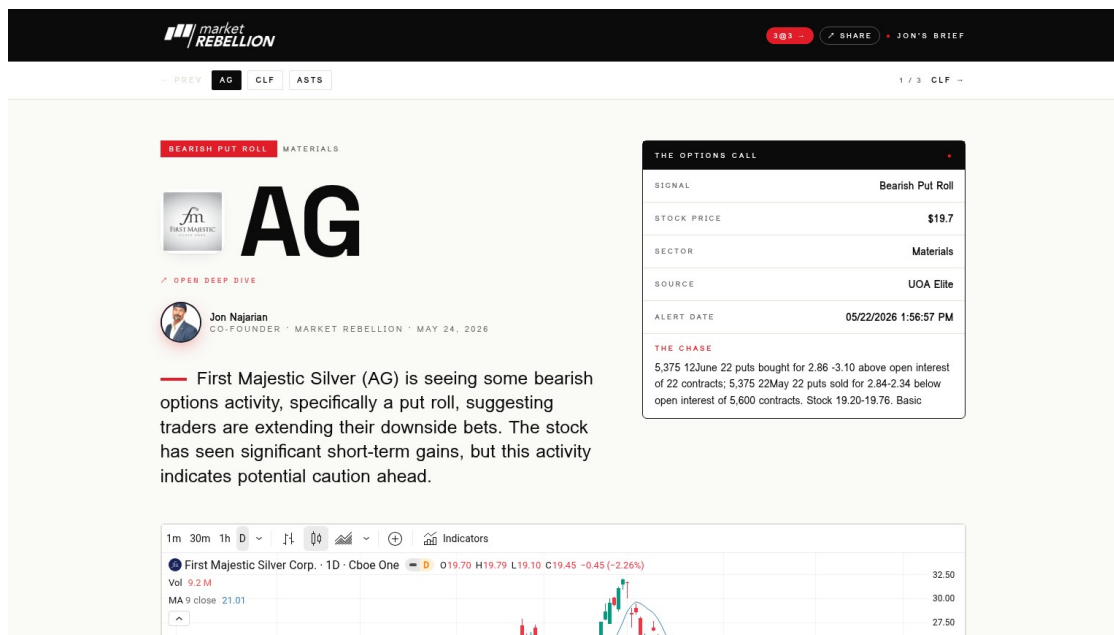 market
REBELLION
3@3 →
↗ SHARE
• JON'S BRIEF
← PREV AG CLF ASTS
1 / 3 CLF →
BEARISH PUT ROLL MATERIALS
fm
FIRST MAJESTIC
AG
↗ OPEN DEEP DIVE
Jon Najarian
CO-FOUNDER · MARKET REBELLION · MAY 24, 2026
— First Majestic Silver (AG) is seeing some bearish
options activity, specifically a put roll, suggesting
traders are extending their downside bets. The stock
has seen significant short-term gains, but this activity
indicates potential caution ahead.
THE OPTIONS CALL
SIGNAL Bearish Put Roll
STOCK PRICE $19.7
SECTOR Materials
SOURCE UOA Elite
ALERT DATE 05/22/2026 1:56:57 PM
THE CHASE
5,375 12June 22 puts bought for 2.86 -3.10 above open interest
of 22 contracts; 5,375 22May 22 puts sold for 2.84-2.34 below
open interest of 5,600 contracts. Stock 19.20-19.76. Basic
1m 30m 1h D Indicators
First Majestic Silver Corp. · 1D · Cboe One D O19.70 H19.79 L19.10 C19.45 −0.45 (−2.26%)
Vol 9.2 M
MA 9 close 21.01
32.50
30.00
27.50